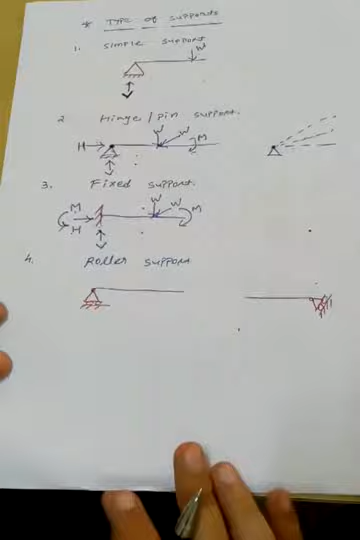 * TYPE of supports
1. simple support
W
2 Hinge/pin support.
H W W M
3. Fixed support.
M H W W M
4. Roller support